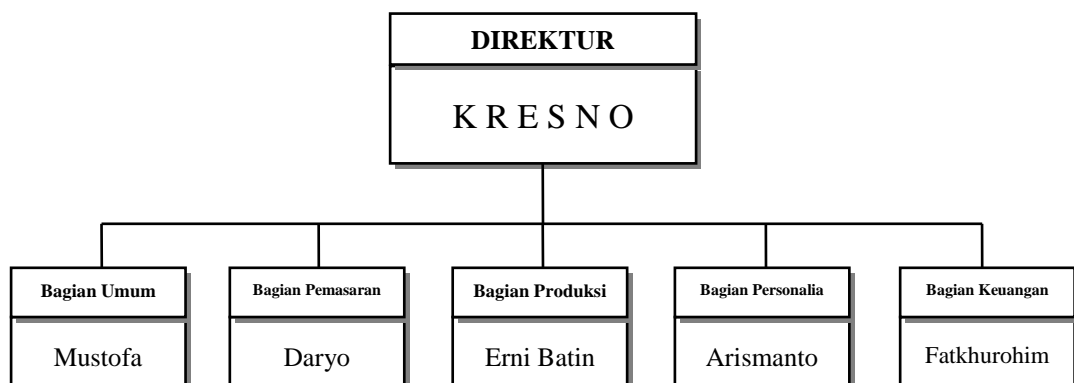 DIREKTUR
K R E S N O
Bagian Umum
Mustofa
Bagian Pemasaran
Daryo
Bagian Produksi
Erni Batin
Bagian Personalia
Arismanto
Bagian Keuangan
Fatkhurohim